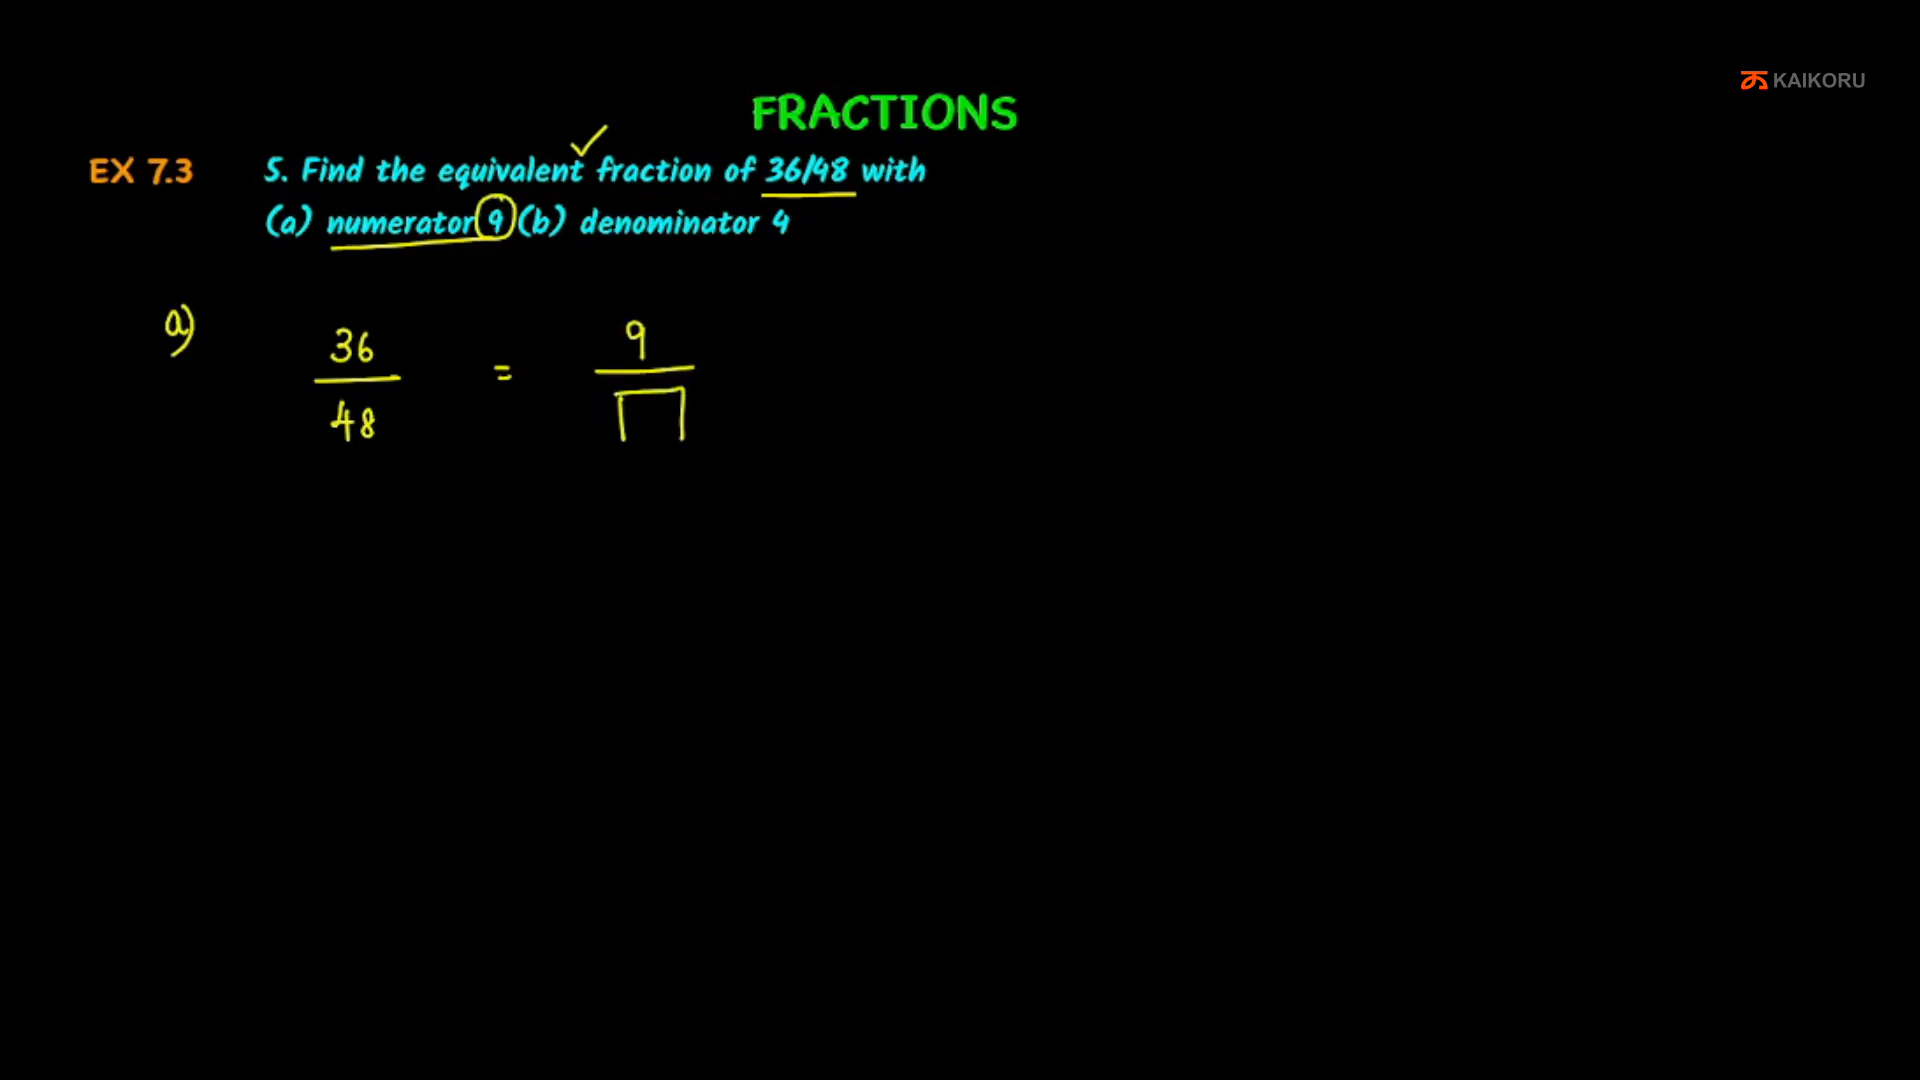 KAIKORU
FRACTIONS
EX 7.3 5. Find the equivalent fraction of 36/48 with
(a) numerator 9 (b) denominator 4
a)
36
48
=
9